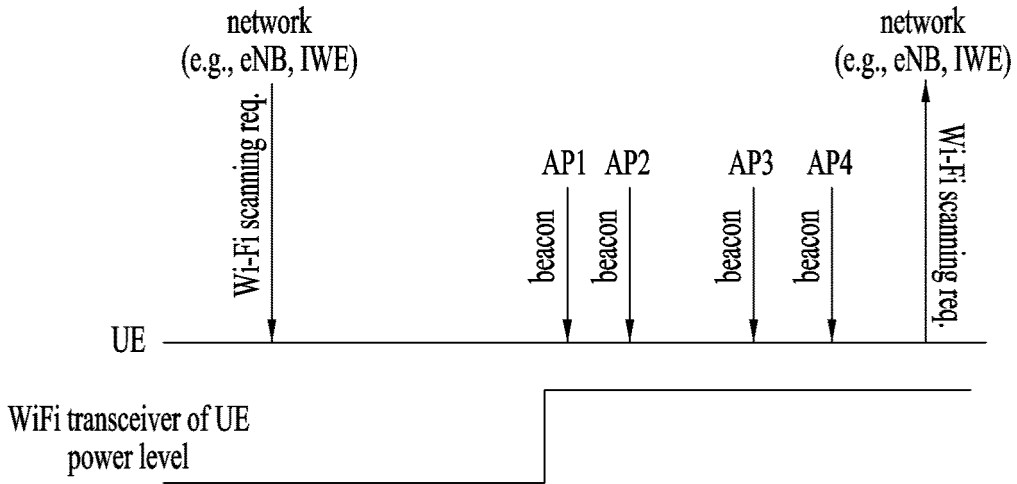 network
(e.g., eNB, IWE)
network
(e.g., eNB, IWE)
Wi-Fi scanning req.
Wi-Fi scanning req.
AP1
AP2
AP3
AP4
beacon
beacon
beacon
beacon
UE
WiFi transceiver of UE
power level